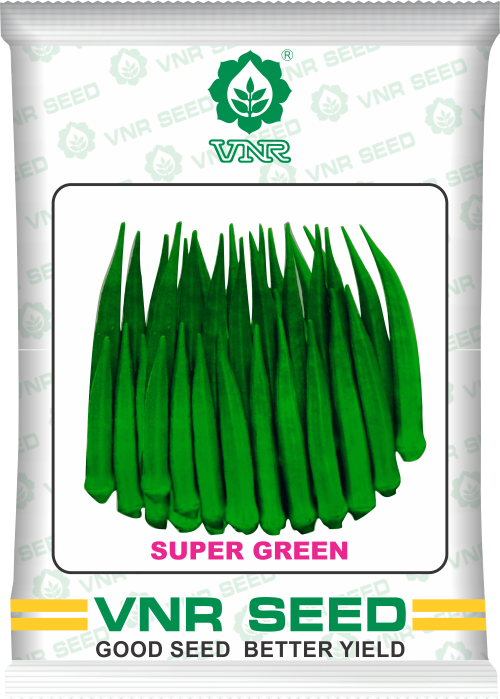 ®
VNR
SUPER GREEN
VNR SEED
GOOD SEED BETTER YIELD